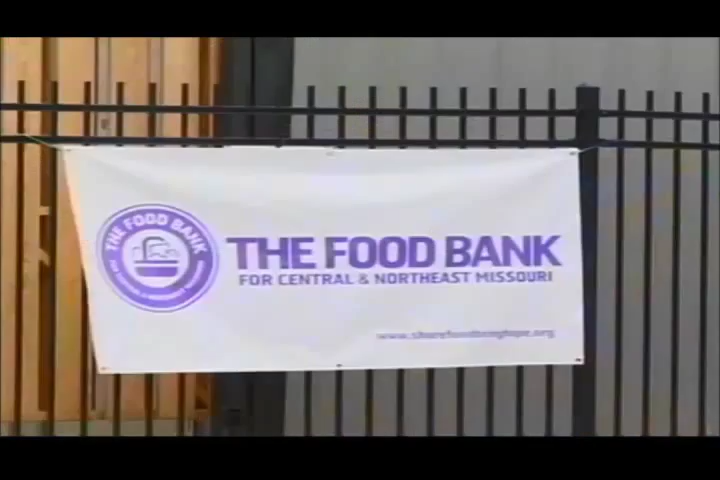 THE FOOD BANK
THE FOOD BANK
FOR CENTRAL & NORTHEAST MISSOURI
www.sharefoodbringhope.org